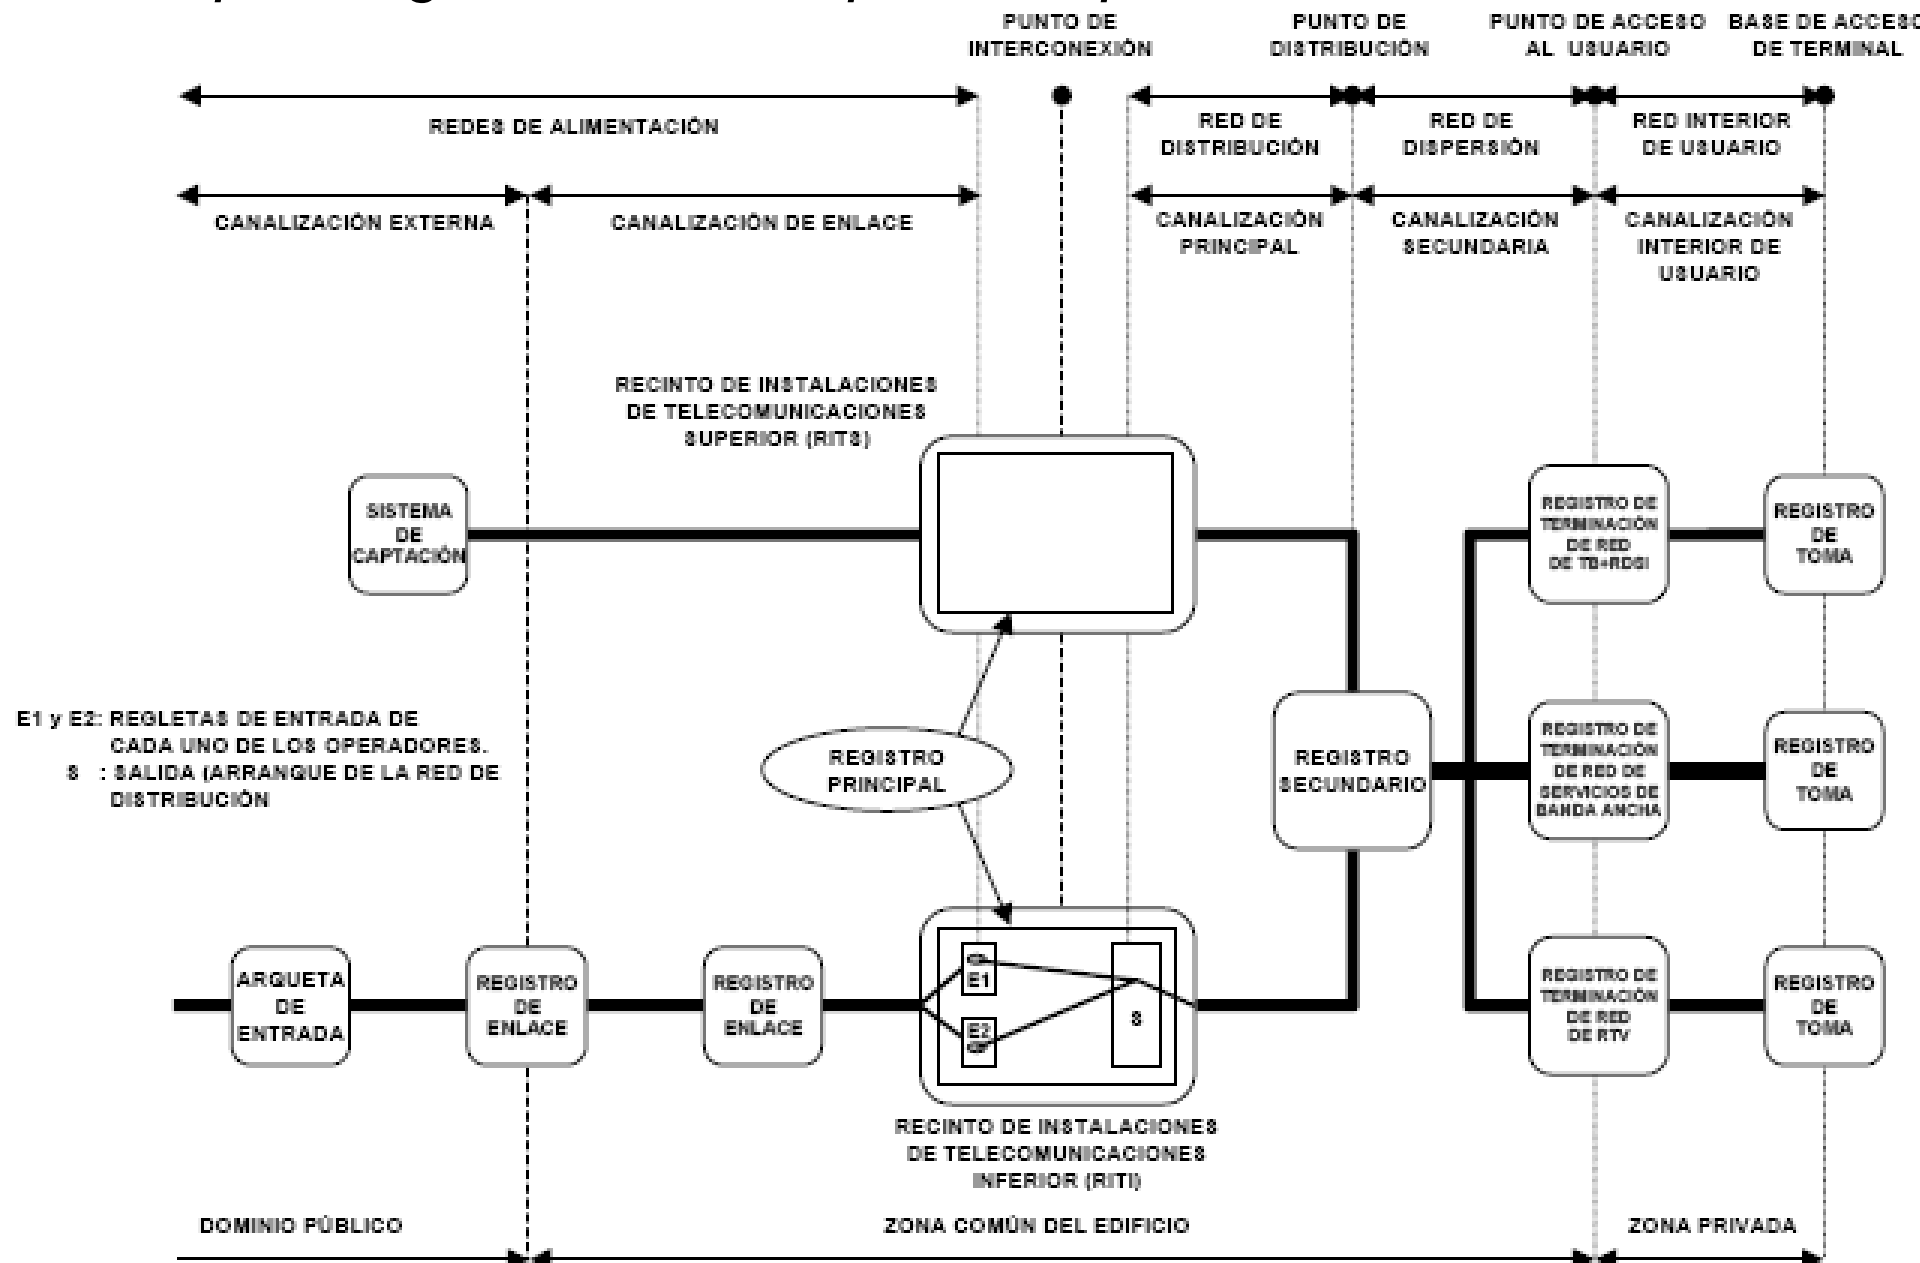 PUNTO DE
INTERCONEXIÓN
PUNTO DE
DISTRIBUCIÓN
PUNTO DE ACCESO
AL USUARIO
BASE DE ACCESO
DE TERMINAL
REDES DE ALIMENTACIÓN
RED DE
DISTRIBUCIÓN
RED DE
DISPERSIÓN
RED INTERIOR
DE USUARIO
CANALIZACIÓN EXTERNA
CANALIZACIÓN DE ENLACE
CANALIZACIÓN
PRINCIPAL
CANALIZACIÓN
SECUNDARIA
CANALIZACIÓN
INTERIOR DE
USUARIO
RECINTO DE INSTALACIONES
DE TELECOMUNICACIONES
SUPERIOR (RITS)
SISTEMA
DE
CAPTACIÓN
REGISTRO DE
TERMINACIÓN
DE RED
DE TB+RDSI
REGISTRO
DE
TOMA
E1 y E2: REGLETAS DE ENTRADA DE
CADA UNO DE LOS OPERADORES.
S : SALIDA (ARRANQUE DE LA RED DE
DISTRIBUCIÓN
REGISTRO
PRINCIPAL
REGISTRO
SECUNDARIO
REGISTRO DE
TERMINACIÓN
DE RED DE
SERVICIOS DE
BANDA ANCHA
REGISTRO
DE
TOMA
ARQUETA
DE
ENTRADA
REGISTRO
DE
ENLACE
REGISTRO
DE
ENLACE
E1
E2
S
REGISTRO DE
TERMINACIÓN
DE RED
DE RTV
REGISTRO
DE
TOMA
RECINTO DE INSTALACIONES
DE TELECOMUNICACIONES
INFERIOR (RITI)
DOMINIO PÚBLICO
ZONA COMÚN DEL EDIFICIO
ZONA PRIVADA